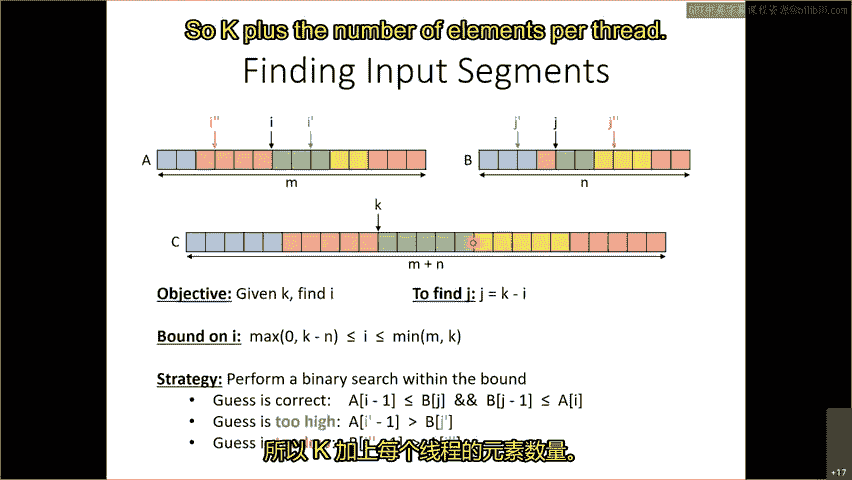 So K plus the number of elements per thread.
Finding Input Segments
i'' i i' j' j j''
A B
m n
k
C
m + n
Objective: Given k, find i To find j: j = k - i
Bound on i: max(0, k - n) ≤ i ≤ min(m, k)
Strategy: Perform a binary search within the bound
• Guess is correct: A[i - 1] ≤ B[j] && B[j - 1] ≤ A[i]
• Guess is too high: A[i' - 1] > B[j']
• Guess is
所以 K 加上每个线程的元素数量。
+17